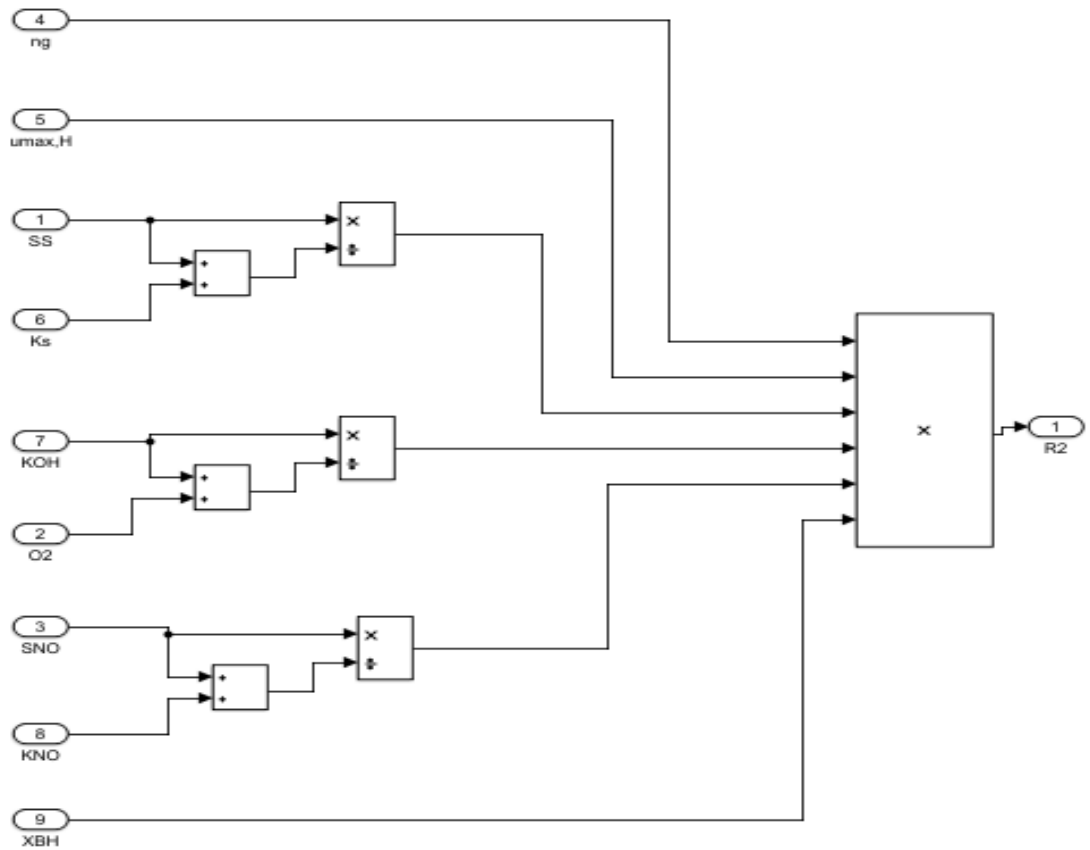 4
ng
5
umax,H
1
SS
×
÷
+
+
6
Ks
7
KOH
×
÷
+
+
2
O2
3
SNO
×
÷
+
+
8
KNO
9
XBH
×
1
R2